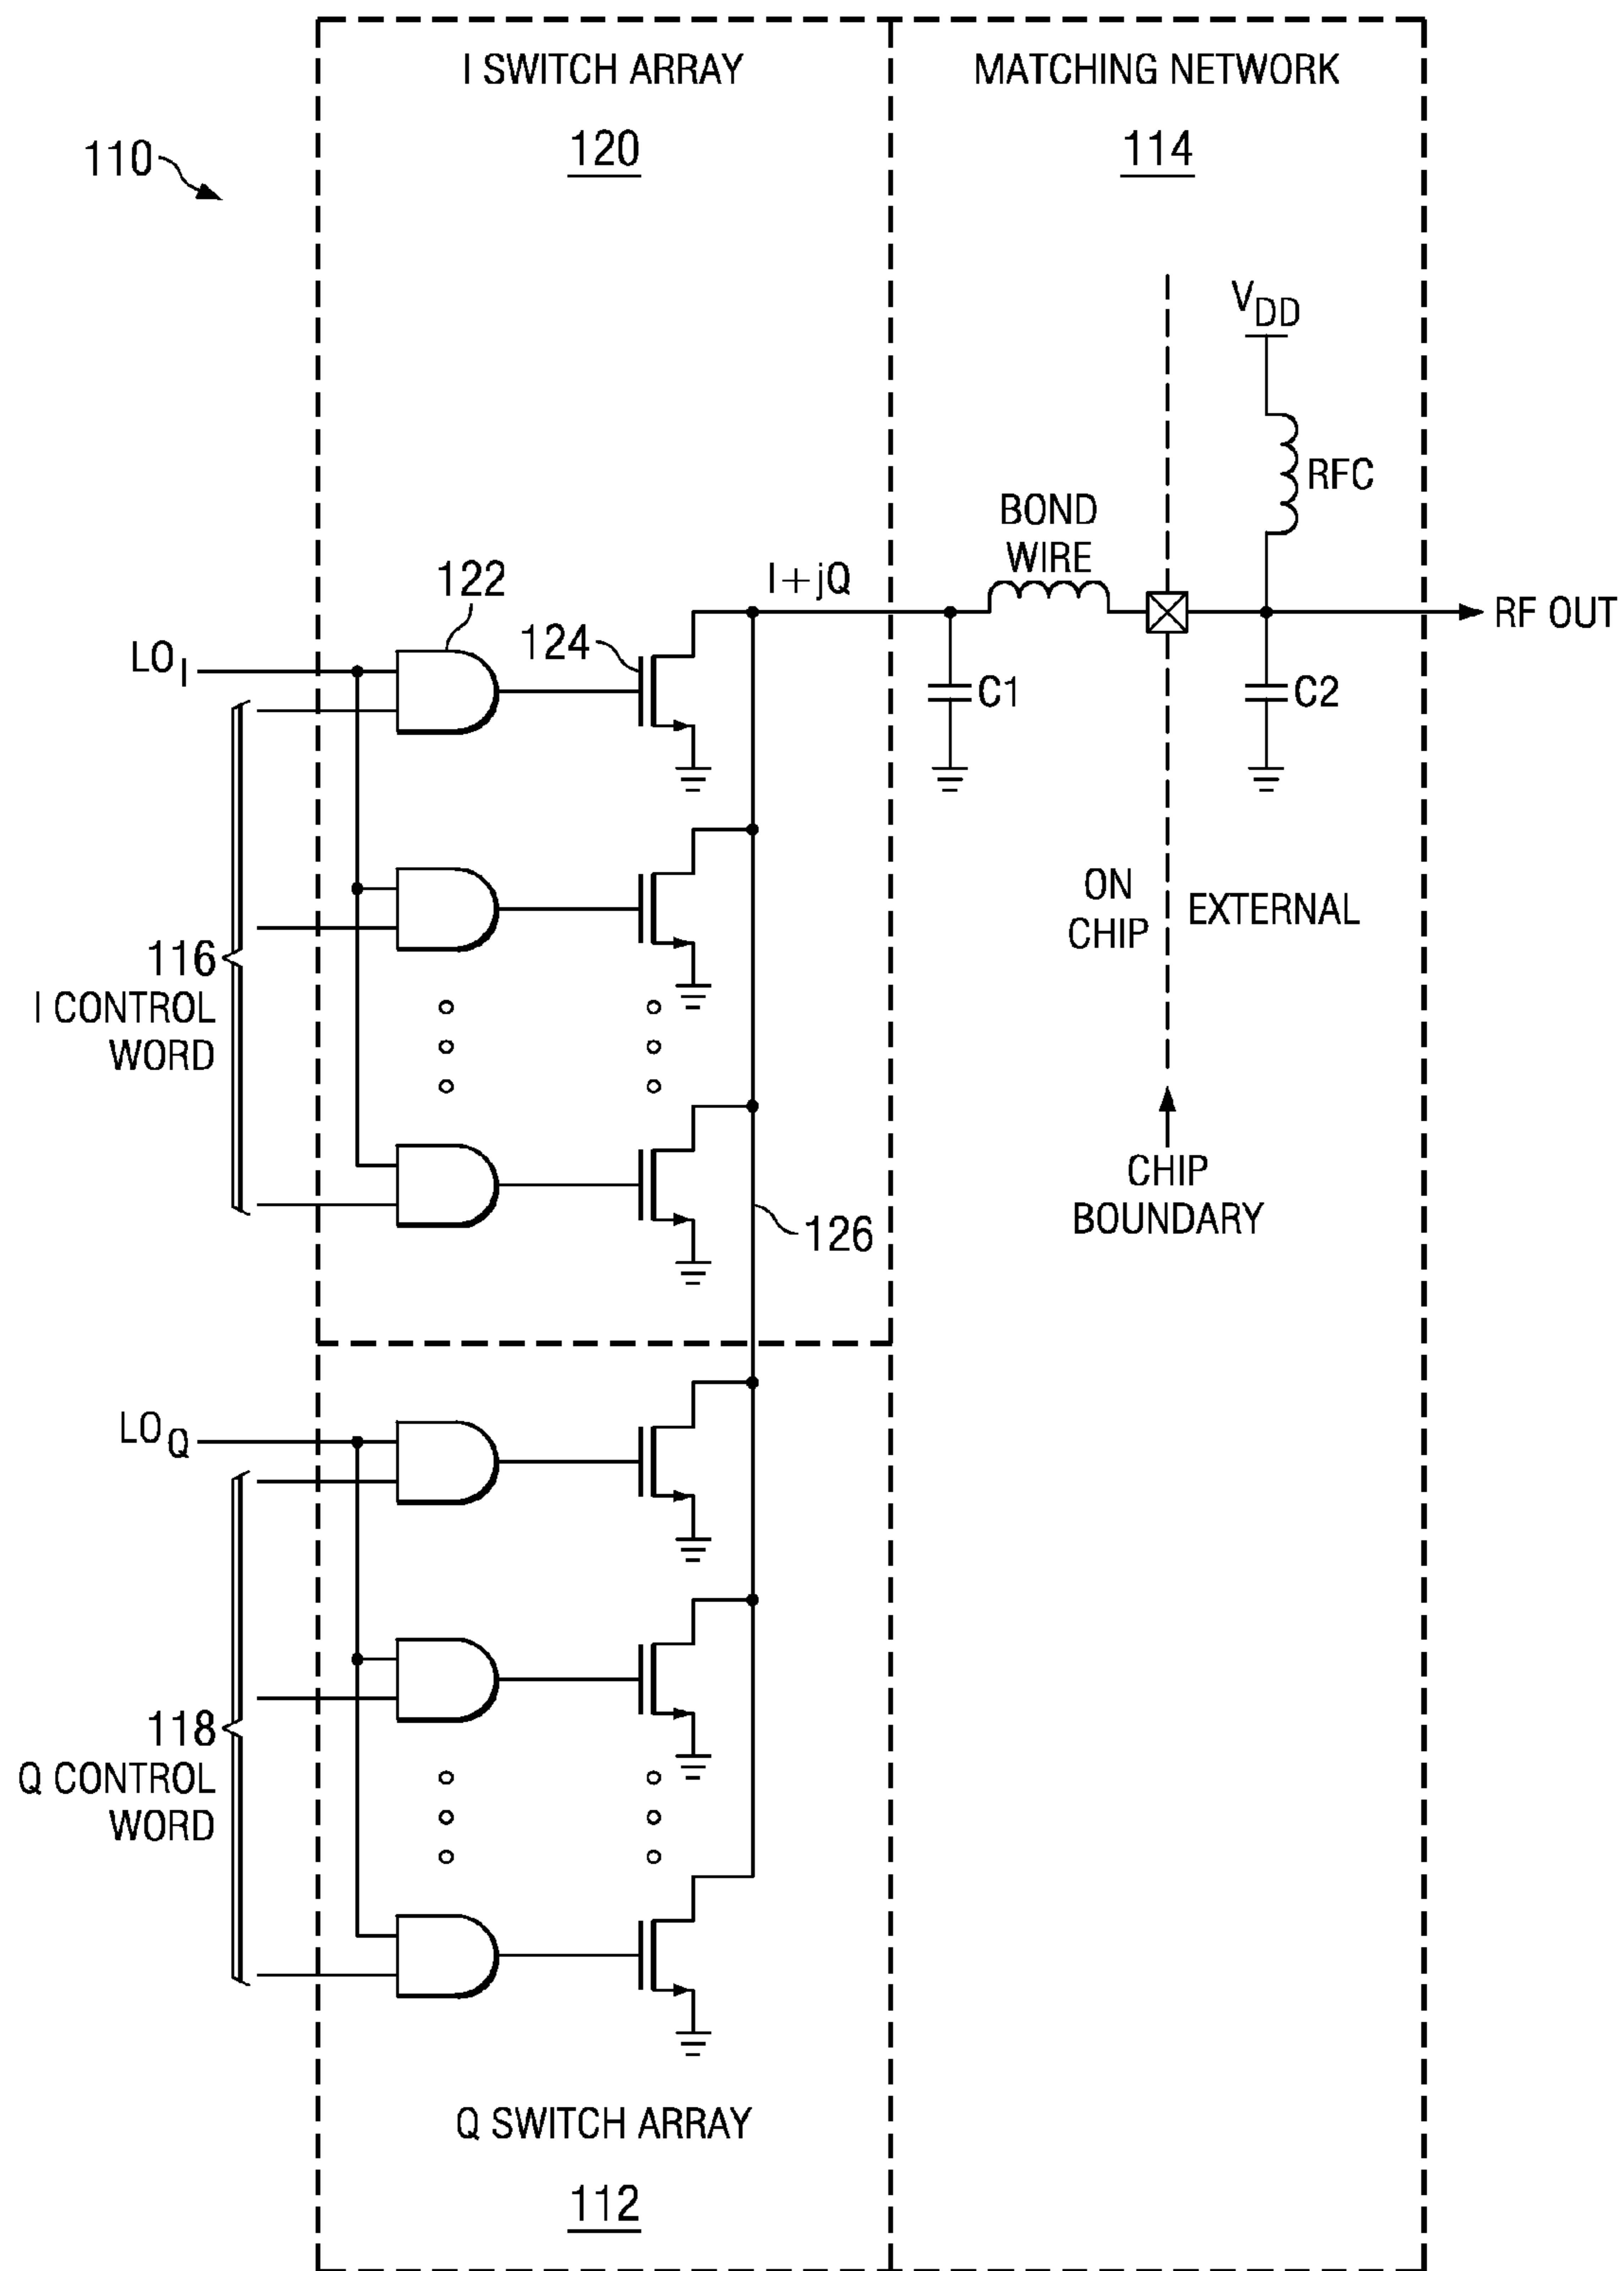 I SWITCH ARRAY
120
MATCHING NETWORK
114
110
VDD
RFC
BOND
WIRE
I+jQ
RF OUT
122
124
LOI
C1
C2
ON
CHIP
EXTERNAL
116
I CONTROL
WORD
CHIP
BOUNDARY
126
LOQ
118
Q CONTROL
WORD
Q SWITCH ARRAY
112